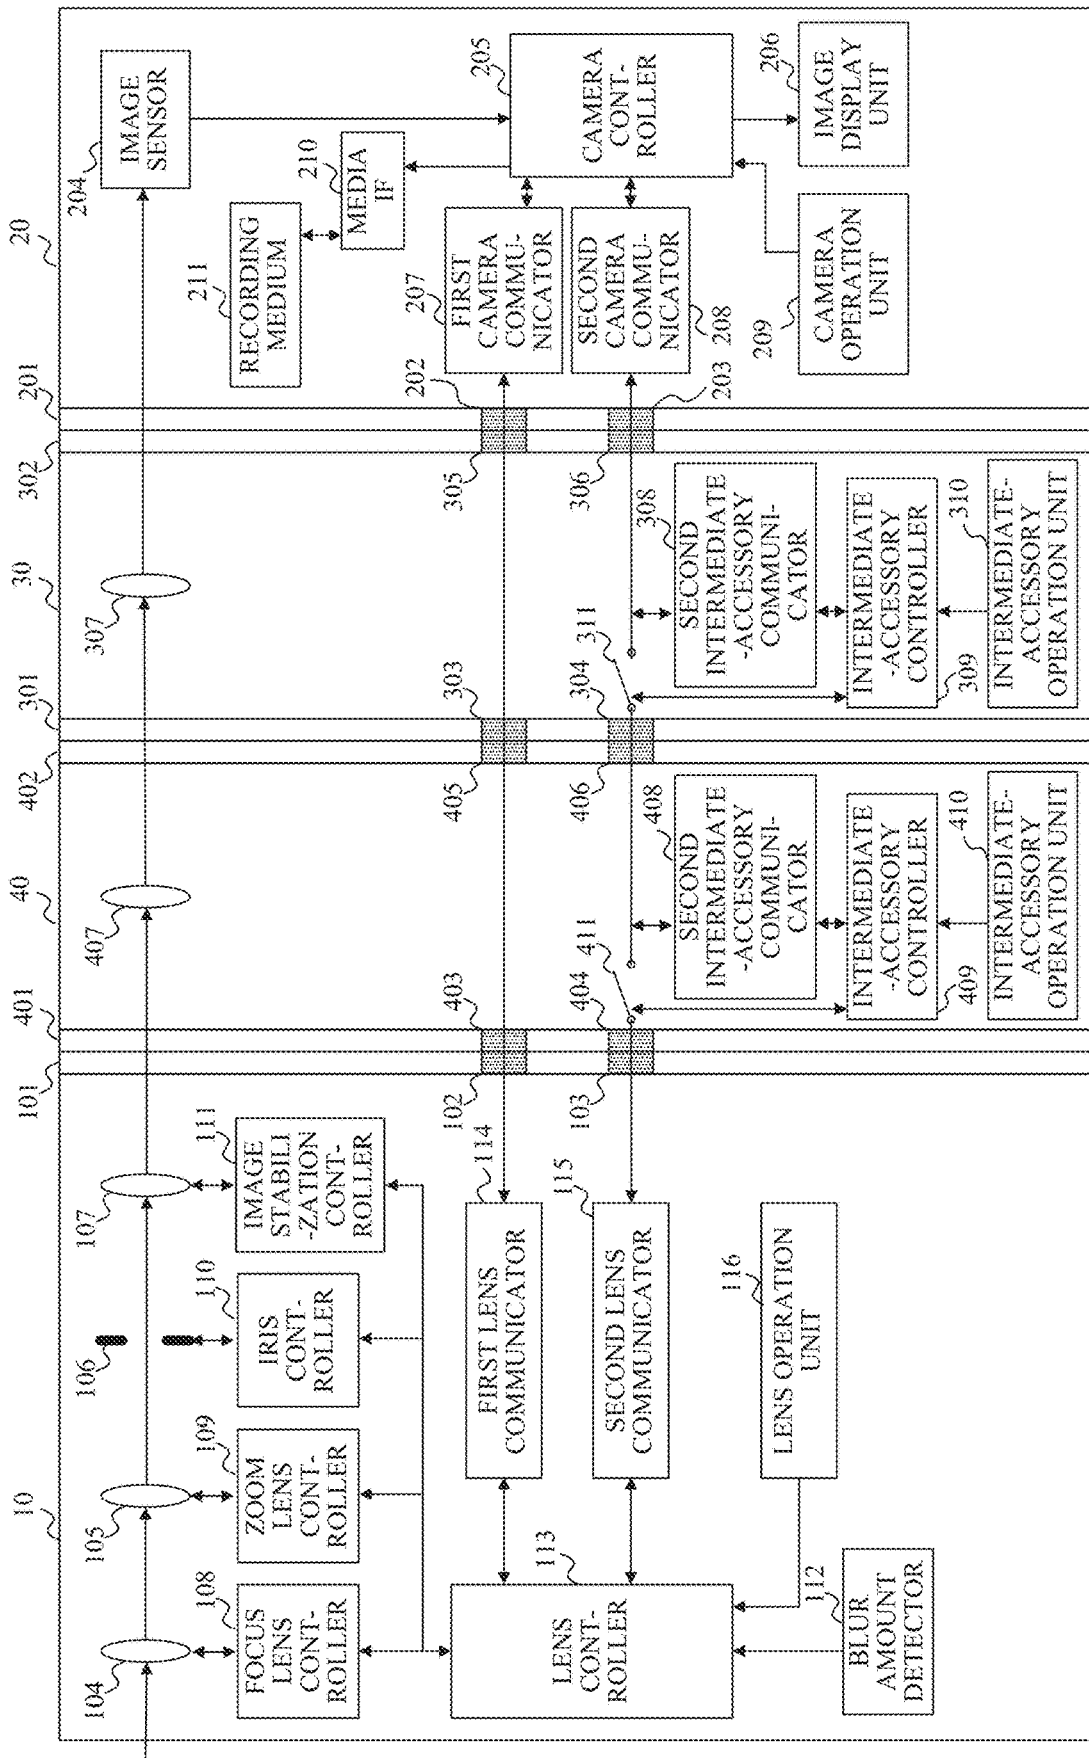 10
101
401
40
402
301
30
302
201
20
104
105
106
107
407
307
204
IMAGE
SENSOR
108
FOCUS
LENS
CONT-
ROLLER
109
ZOOM
LENS
CONT-
ROLLER
110
IRIS
CONT-
ROLLER
111
IMAGE
STABILI
-ZATION
CONT-
ROLLER
211
RECORDING
MEDIUM
210
MEDIA
IF
113
LENS
CONT-
ROLLER
114
FIRST LENS
COMMUNICATOR
102
403
405
303
305
202
207
FIRST
CAMERA
COMMU-
NICATOR
205
CAMERA
CONT-
ROLLER
115
SECOND LENS
COMMUNICATOR
103
404
411
406
304
311
306
203
SECOND
CAMERA
COMMU-
NICATOR
208
408
SECOND
INTERMEDIATE
-ACCESSORY
COMMUNI-
CATOR
308
SECOND
INTERMEDIATE
-ACCESSORY
COMMUNI-
CATOR
116
LENS OPERATION
UNIT
112
BLUR
AMOUNT
DETECTOR
INTERMEDIATE
-ACCESSORY
CONTROLLER
409
INTERMEDIATE
-ACCESSORY
CONTROLLER
309
209
CAMERA
OPERATION
UNIT
206
IMAGE
DISPLAY
UNIT
410
INTERMEDIATE-
ACCESSORY
OPERATION UNIT
310
INTERMEDIATE-
ACCESSORY
OPERATION UNIT